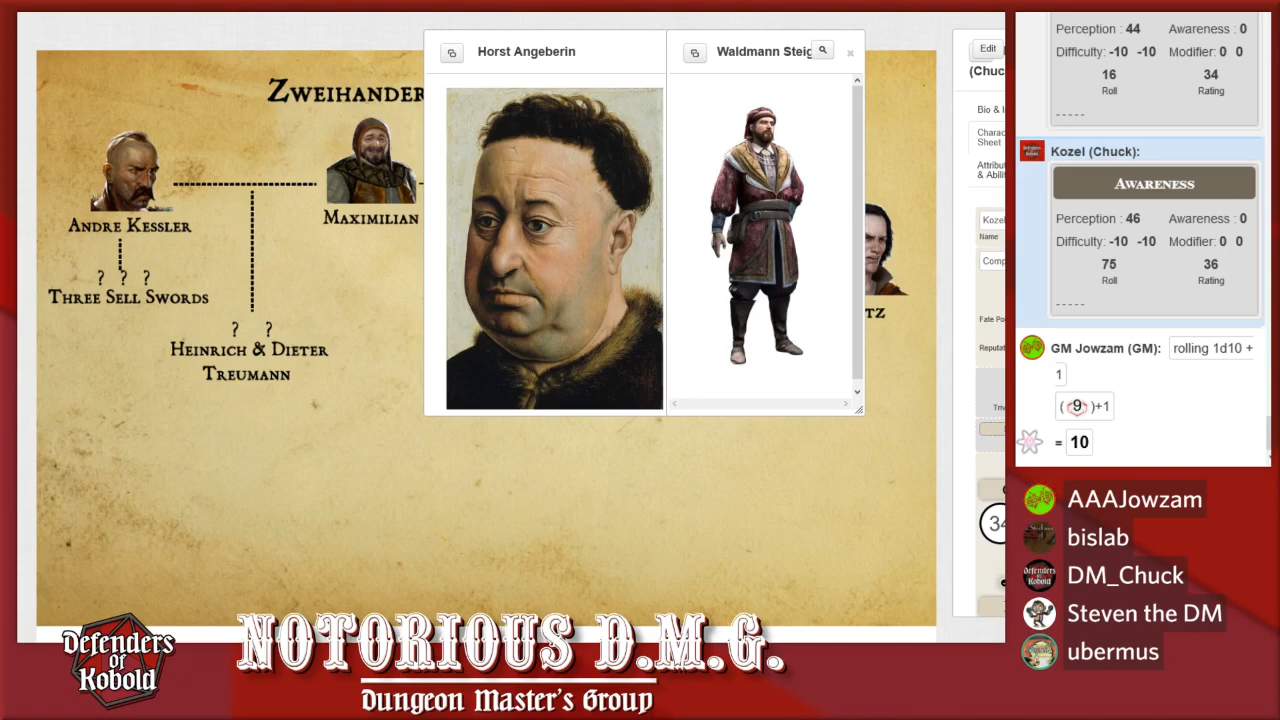 Zweihander
Andre Kessler
? ? ?
Three Sell Swords
Maximilian
? ?
Heinrich & Dieter
Treumann
Horst Angeberin
Waldmann Steig
TZ
Edit
(Chuc
Bio & I
Charac
Sheet
Attribut
& Abilit
Kozel
Name
Comp
Fate Po
Reputat
34
Perception : 44 Awareness : 0
Difficulty: -10 -10 Modifier: 0 0
16 34
Roll Rating
- - - - -
Kozel (Chuck):
Awareness
Perception : 46 Awareness : 0
Difficulty: -10 -10 Modifier: 0 0
75 36
Roll Rating
- - - - -
GM Jowzam (GM): rolling 1d10 +
1
(9)+1
= 10
AAAJowzam
bislab
DM_Chuck
Steven the DM
ubermus
Defenders
of
Kobold
NOTORIOUS D.M.G.
Dungeon Master's Group